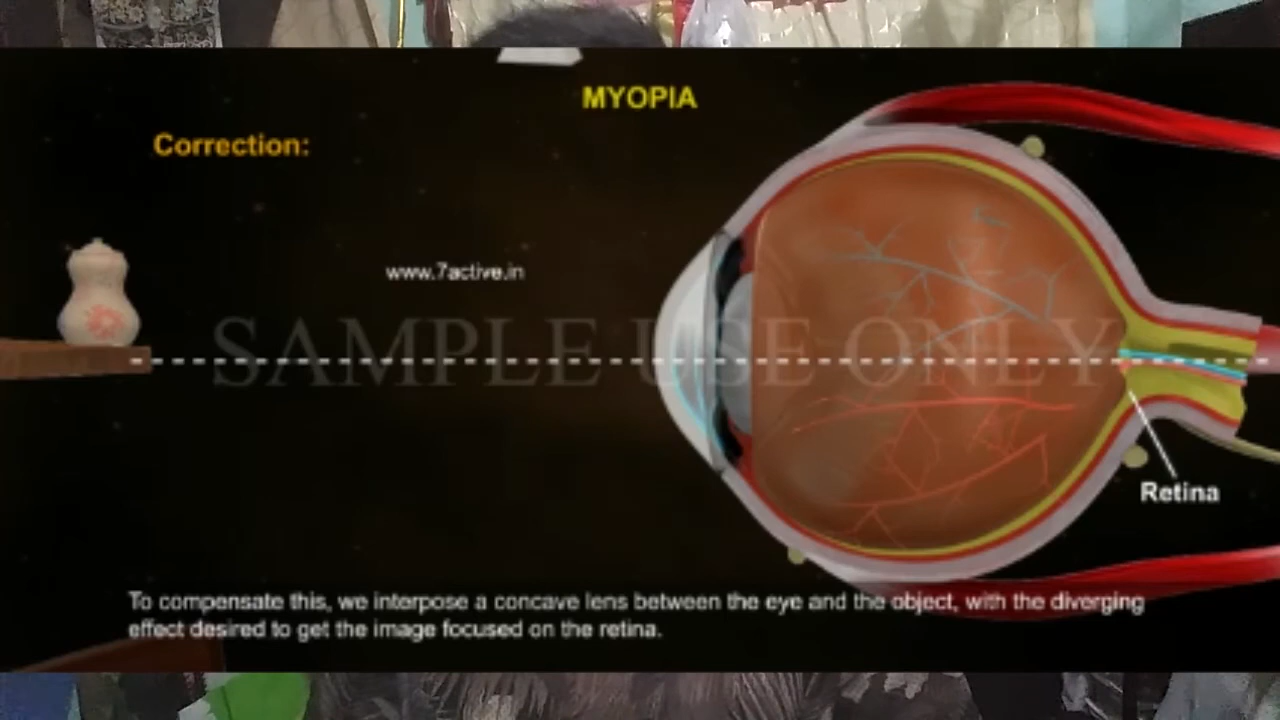 MYOPIA
Correction:
www.7active.in
SAMPLE USE ONLY
Retina
To compensate this, we interpose a concave lens between the eye and the object, with the diverging
effect desired to get the image focused on the retina.